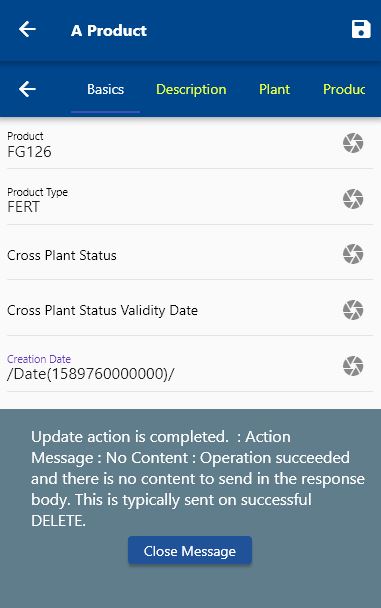 A Product
Basics Description Plant Produc
Product
FG126
Product Type
FERT
Cross Plant Status
Cross Plant Status Validity Date
Creation Date
/Date(1589760000000)/
Update action is completed.  : Action
Message : No Content : Operation succeeded
and there is no content to send in the response
body. This is typically sent on successful
DELETE.
Close Message